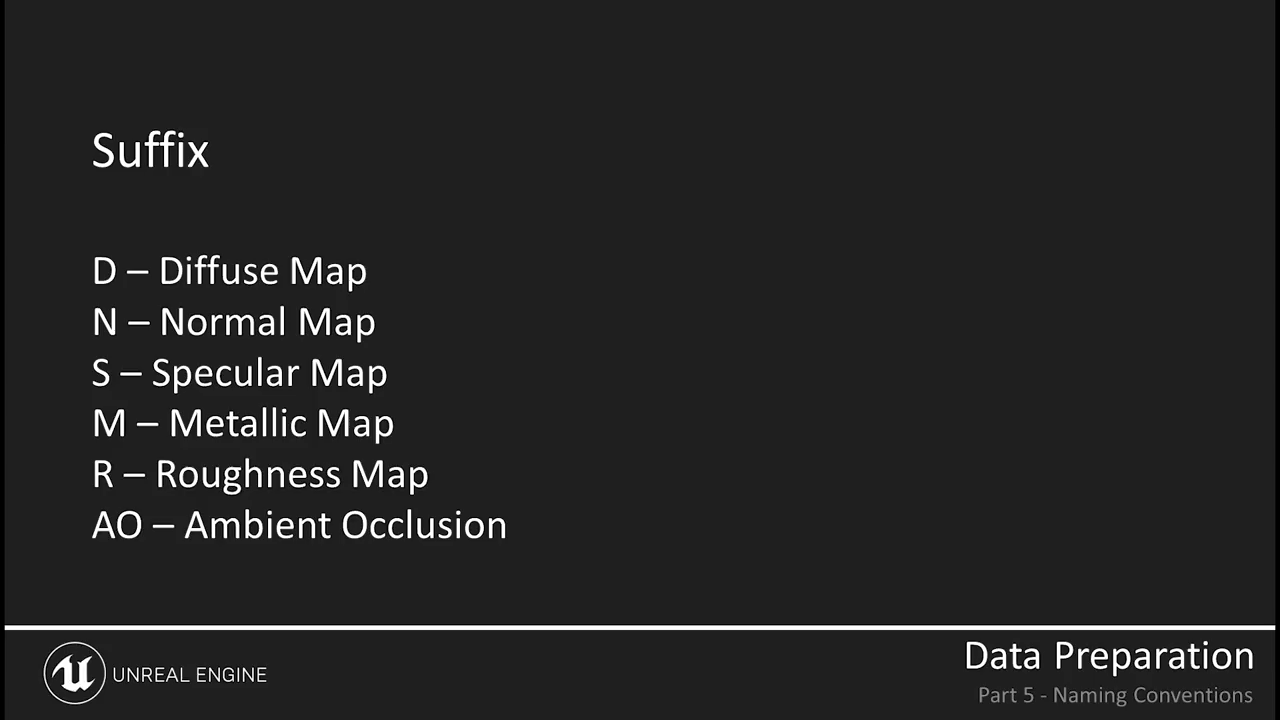 Suffix
D – Diffuse Map
N – Normal Map
S – Specular Map
M – Metallic Map
R – Roughness Map
AO – Ambient Occlusion
UNREAL ENGINE
Data Preparation
Part 5 - Naming Conventions